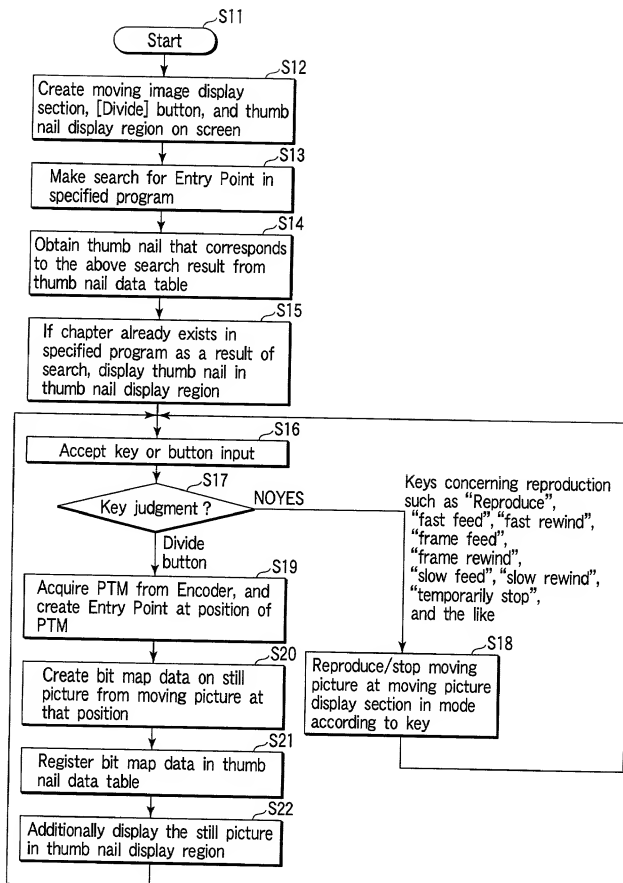 S11
Start
S12
Create moving image display
section, [Divide] button, and thumb
nail display region on screen
S13
Make search for Entry Point in
specified program
S14
Obtain thumb nail that corresponds
to the above search result from
thumb nail data table
S15
If chapter already exists in
specified program as a result of
search, display thumb nail in
thumb nail display region
S16
Accept key or button input
S17
Key judgment ?
NOYES
Keys concerning reproduction
such as “Reproduce”,
“fast feed”, “fast rewind”,
“frame feed”,
“frame rewind”,
“slow feed”, “slow rewind”,
“temporarily stop”,
and the like
S18
Reproduce/stop moving
picture at moving picture
display section in mode
according to key
Divide
button
S19
Acquire PTM from Encoder, and
create Entry Point at position of
PTM
S20
Create bit map data on still
picture from moving picture at
that position
S21
Register bit map data in thumb
nail data table
S22
Additionally display the still picture
in thumb nail display region